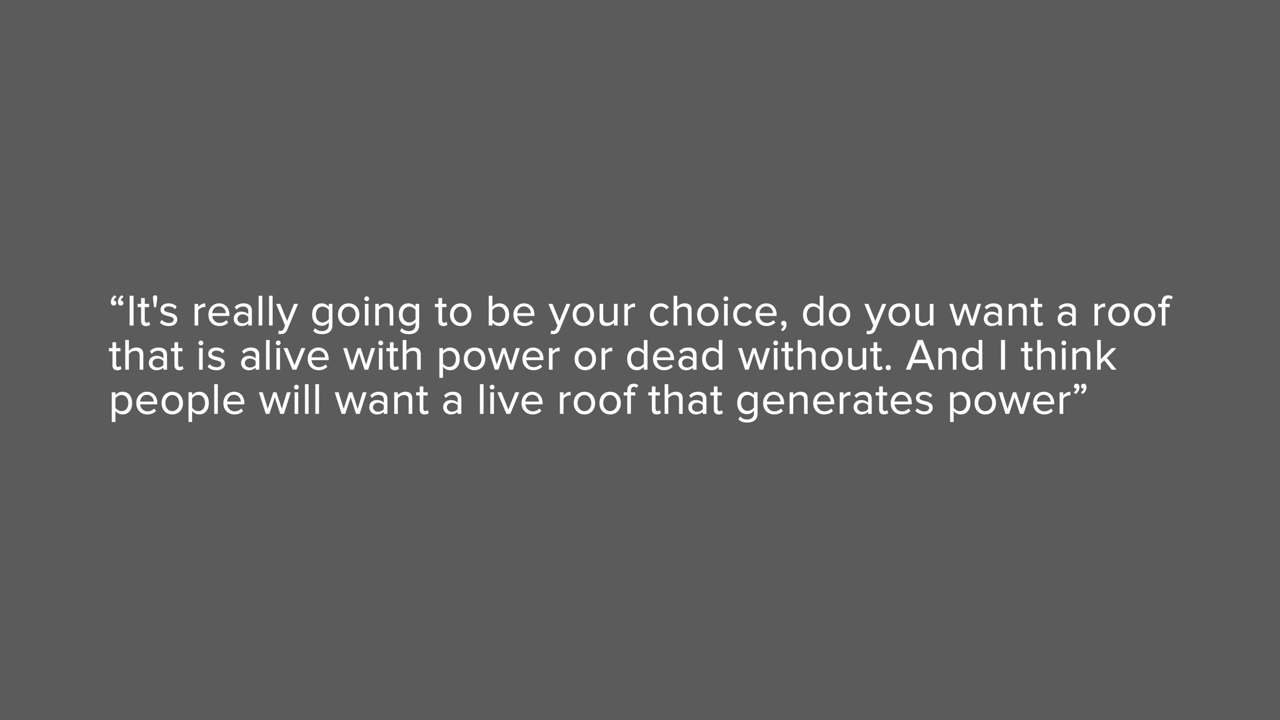 “It's really going to be your choice, do you want a roof
that is alive with power or dead without. And I think
people will want a live roof that generates power”